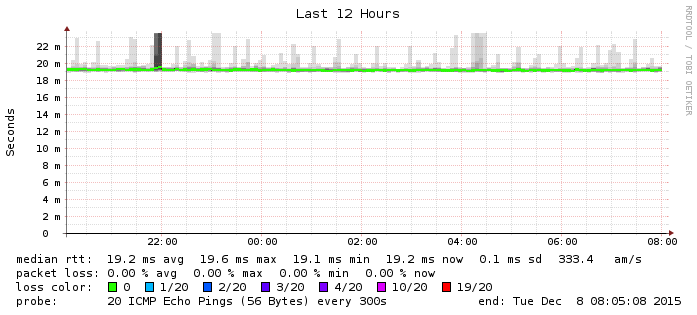 Last 12 Hours
RRDTOOL / TOBI OETIKER
Seconds
22 m
20 m
18 m
16 m
14 m
12 m
10 m
8 m
6 m
4 m
2 m
0
22:00 00:00 02:00 04:00 06:00 08:00
median rtt: 19.2 ms avg 19.6 ms max 19.1 ms min 19.2 ms now 0.1 ms sd 333.4 am/s
packet loss: 0.00 % avg 0.00 % max 0.00 % min 0.00 % now
loss color: 0 1/20 2/20 3/20 4/20 10/20 19/20
probe: 20 ICMP Echo Pings (56 Bytes) every 300s end: Tue Dec 8 08:05:08 2015